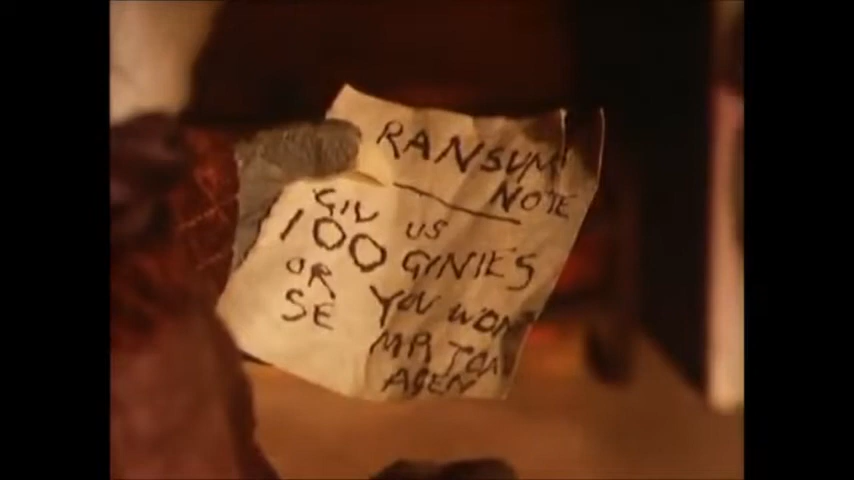 RANSUM
NOTE
GIV US
100 GINIES
OR YOU WON
SE MR TOA
AGEN